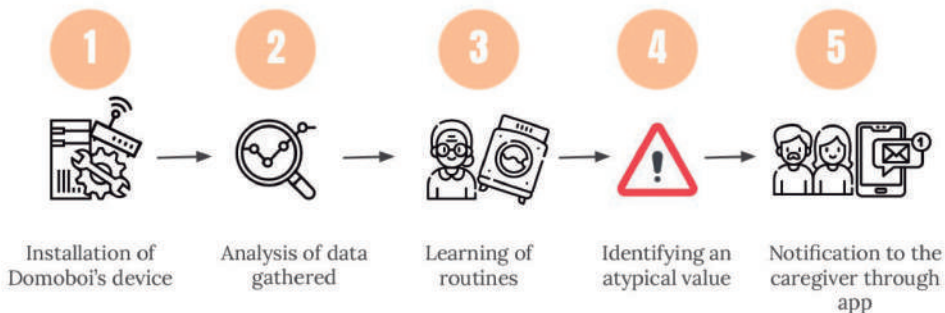 1
2
3
4
5
1
Installation of
Domoboi's device
Analysis of data
gathered
Learning of
routines
Identifying an
atypical value
Notification to the
caregiver through
app